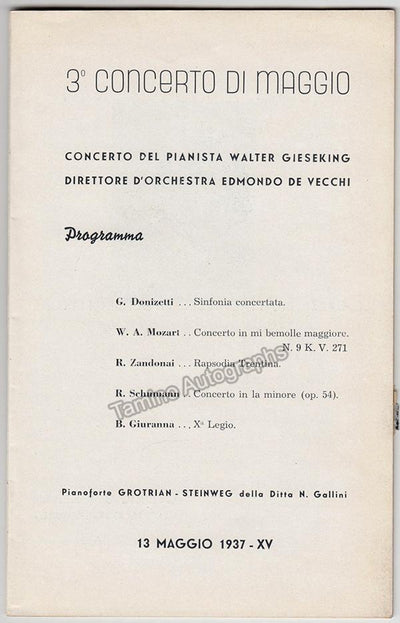 3º CONCERTO DI MAGGIO
CONCERTO DEL PIANISTA WALTER GIESEKING
DIRETTORE D'ORCHESTRA EDMONDO DE VECCHI
Programma
G. Donizetti ... Sinfonia concertata.
W. A. Mozart .. Concerto in mi bemolle maggiore.
N. 9 K. V. 271
R. Zandonai ... Rapsodia Trentina.
R. Schumann .. Concerto in la minore (op. 54).
B. Giuranna ... Xª Legio.
Tamino Autographs
Pianoforte GROTRIAN - STEINWEG della Ditta N. Gallini
13 MAGGIO 1937 - XV